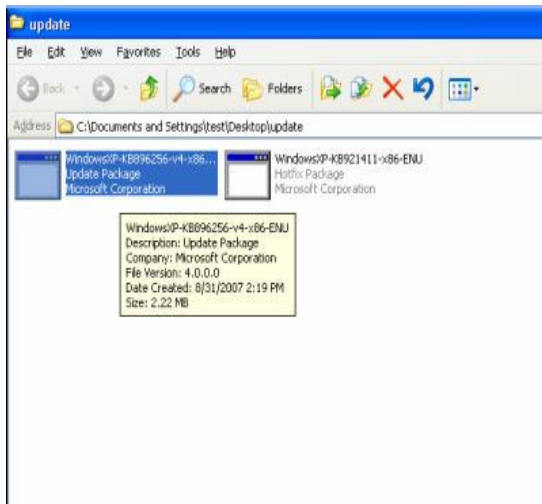 update
File Edit View Favorites Tools Help
Back Search Folders
Address C:\Documents and Settings\test\Desktop\update
WindowsXP-KB896256-v4-x86...
Update Package
Microsoft Corporation
WindowsXP-KB921411-x86-ENU
Hotfix Package
Microsoft Corporation
WindowsXP-KB896256-v4-x86-ENU
Description: Update Package
Company: Microsoft Corporation
File Version: 4.0.0.0
Date Created: 8/31/2007 2:19 PM
Size: 2.22 MB